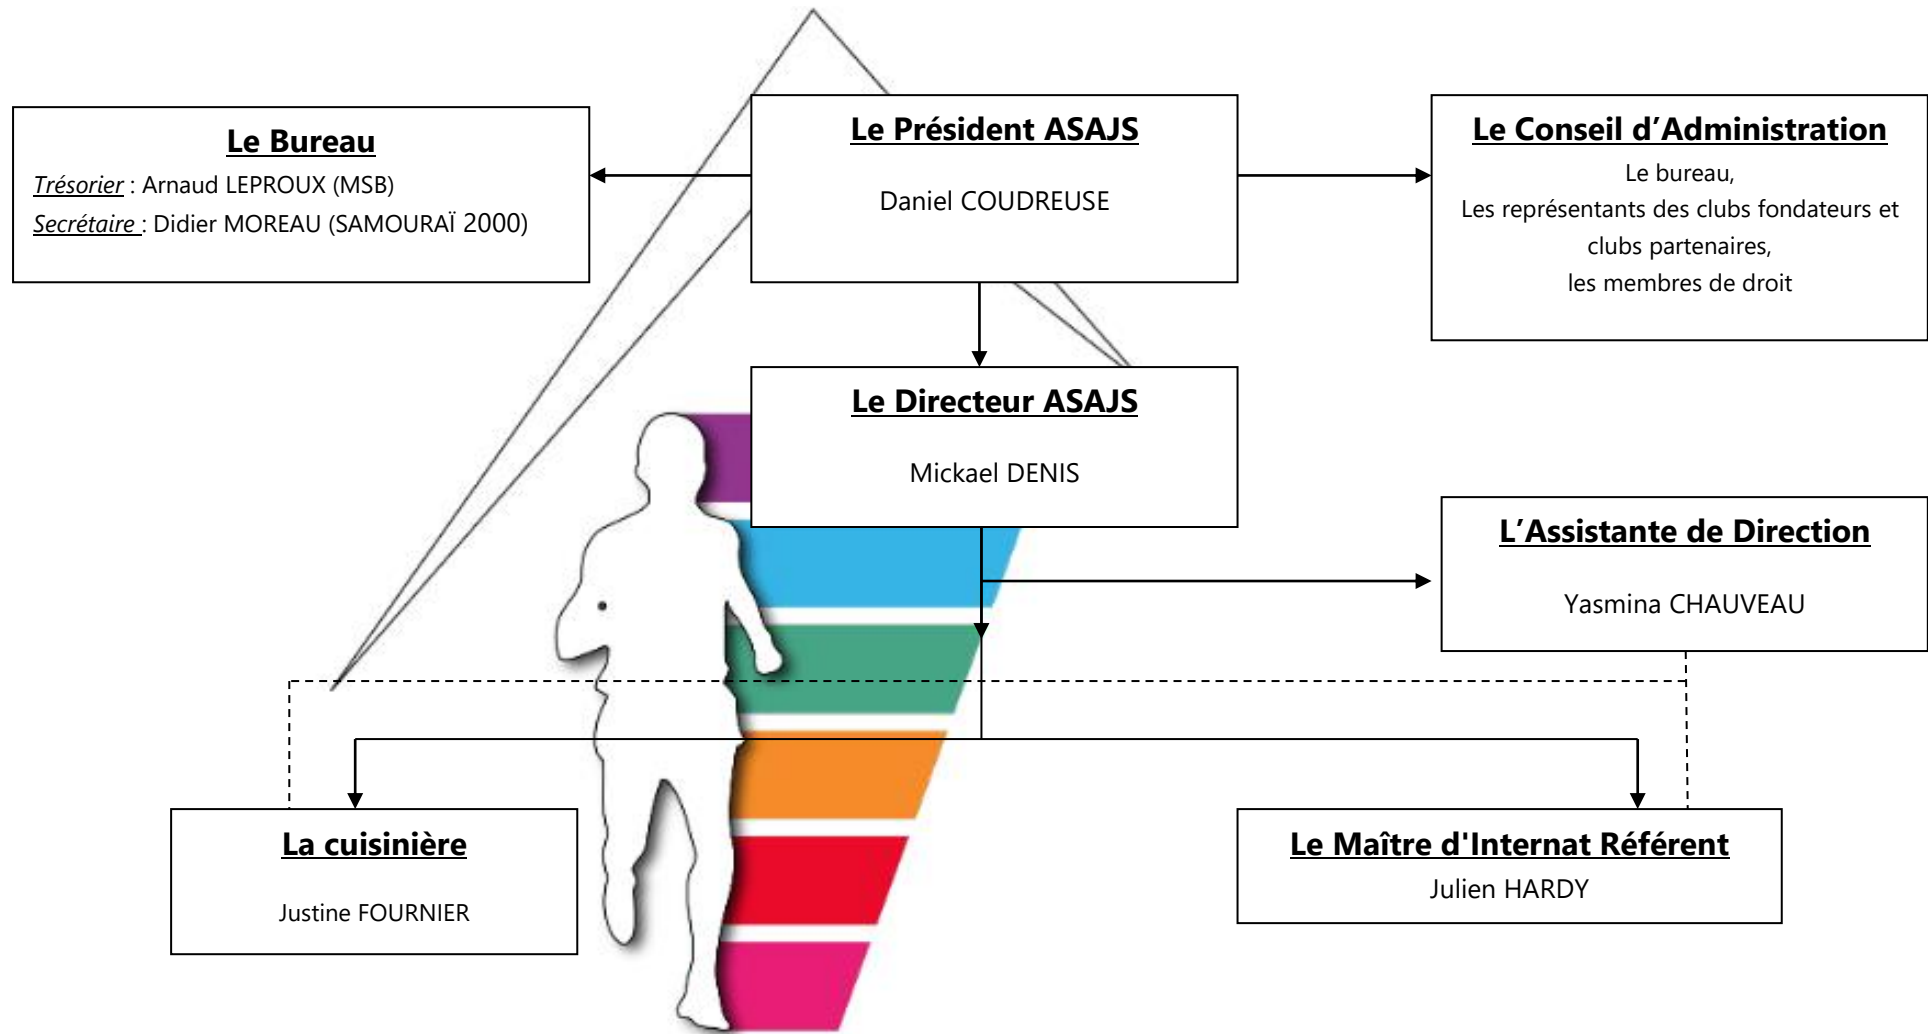 Le Bureau
Trésorier : Arnaud LEPROUX (MSB)
Secrétaire : Didier MOREAU (SAMOURAÏ 2000)
Le Président ASAJS
Daniel COUDREUSE
Le Conseil d’Administration
Le bureau,
Les représentants des clubs fondateurs et
clubs partenaires,
les membres de droit
Le Directeur ASAJS
Mickael DENIS
L’Assistante de Direction
Yasmina CHAUVEAU
La cuisinière
Justine FOURNIER
Le Maître d'Internat Référent
Julien HARDY